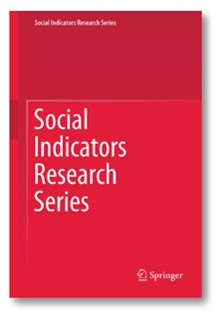 Social Indicators Research Series
Social
Indicators
Research
Series
Springer